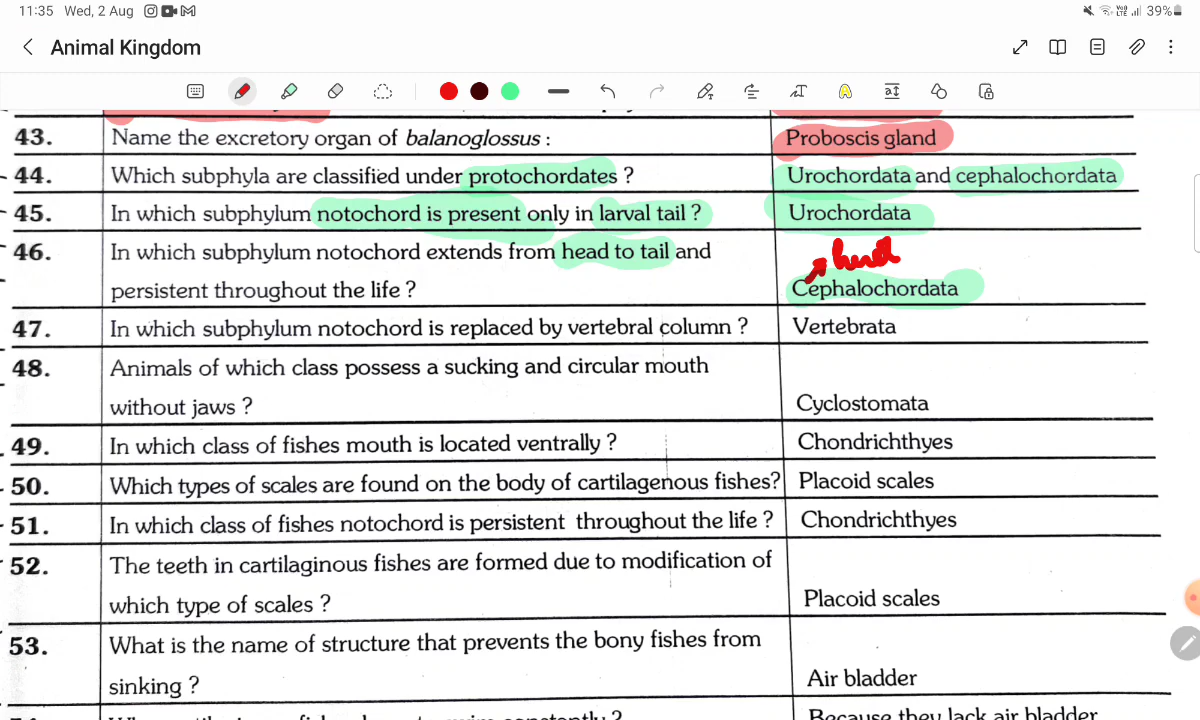 11:35 Wed, 2 Aug
39%
Animal Kingdom
43. Name the excretory organ of balanoglossus : Proboscis gland
44. Which subphyla are classified under protochordates ? Urochordata and cephalochordata
45. In which subphylum notochord is present only in larval tail ? Urochordata
46. In which subphylum notochord extends from head to tail and
persistent throughout the life ? Cephalochordata
47. In which subphylum notochord is replaced by vertebral column ? Vertebrata
48. Animals of which class possess a sucking and circular mouth
without jaws ? Cyclostomata
49. In which class of fishes mouth is located ventrally ? Chondrichthyes
50. Which types of scales are found on the body of cartilagenous fishes? Placoid scales
51. In which class of fishes notochord is persistent throughout the life ? Chondrichthyes
52. The teeth in cartilaginous fishes are formed due to modification of
which type of scales ? Placoid scales
53. What is the name of structure that prevents the bony fishes from
sinking ? Air bladder
Because they lack air bladder